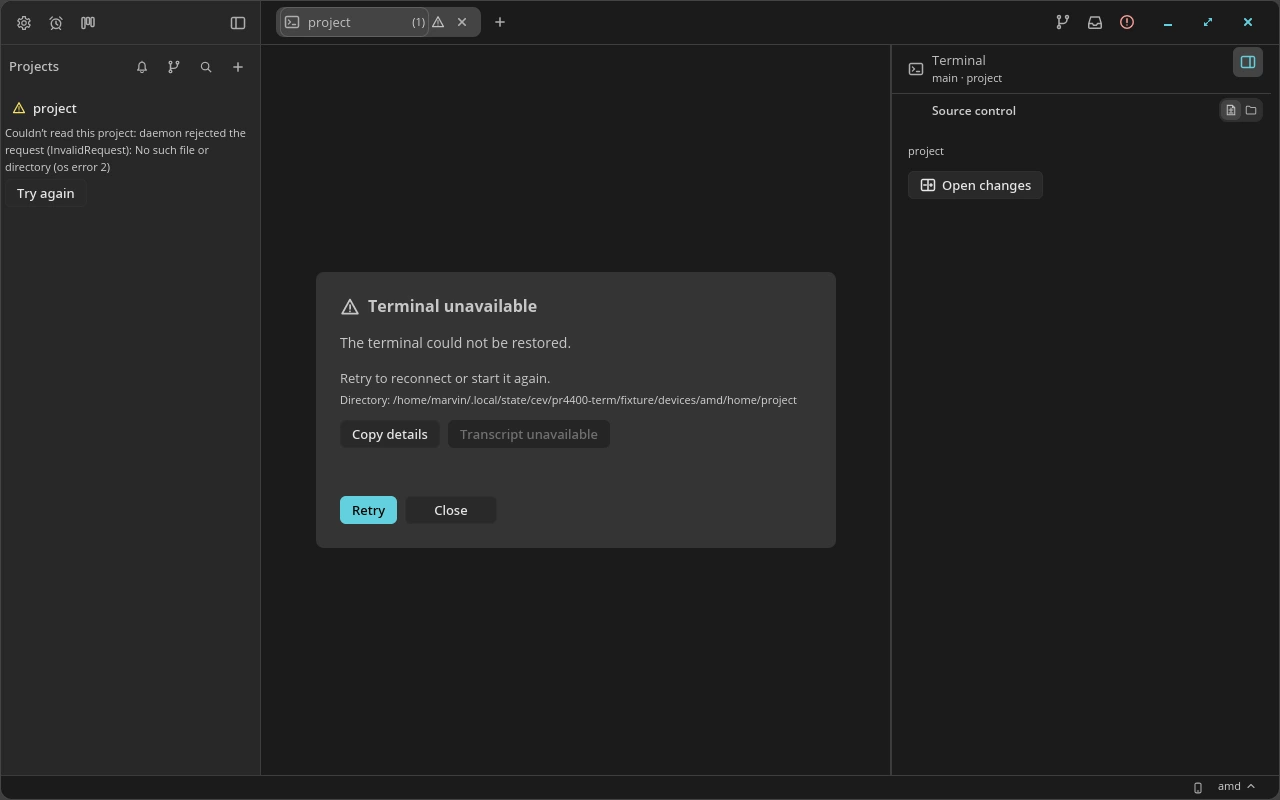 project
(1)
Projects
project
Couldn't read this project: daemon rejected the
request (InvalidRequest): No such file or
directory (os error 2)
Try again
Terminal unavailable
The terminal could not be restored.
Retry to reconnect or start it again.
Directory: /home/marvin/.local/state/cev/pr4400-term/fixture/devices/amd/home/project
Copy details
Transcript unavailable
Retry
Close
Terminal
main · project
Source control
project
Open changes
amd